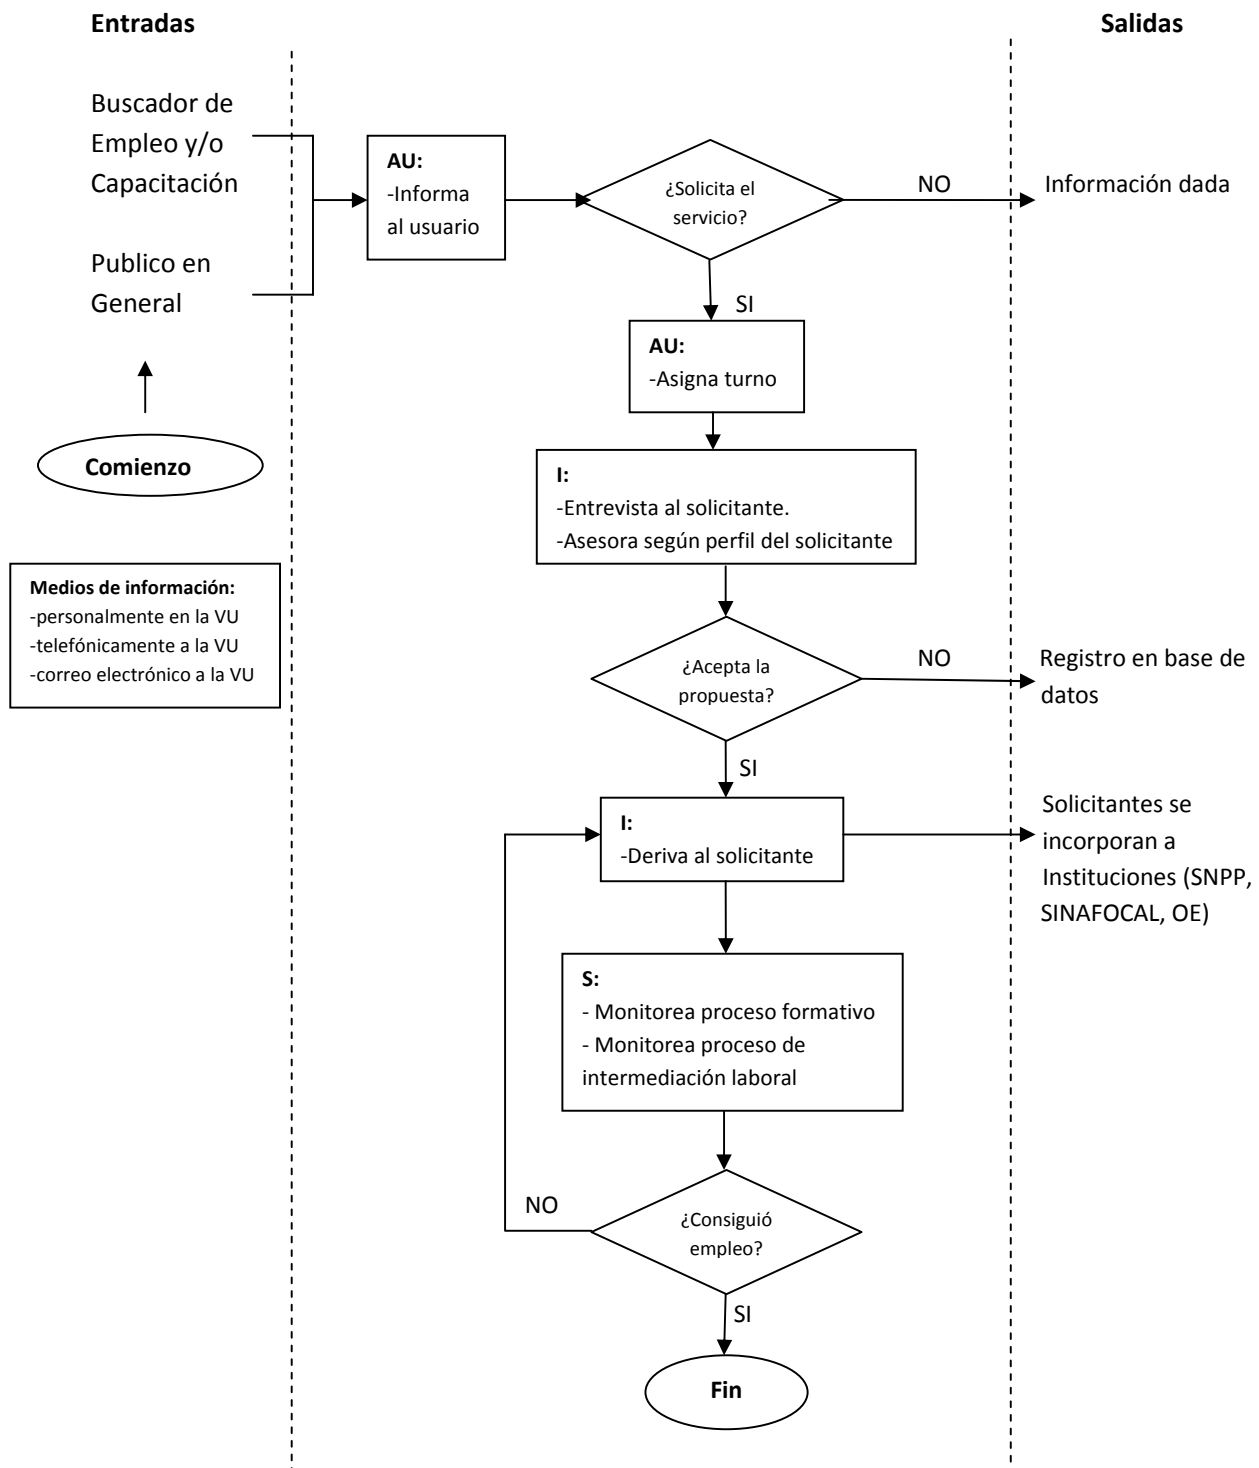 Entradas
Salidas
Buscador de
Empleo y/o
Capacitación
Publico en
General
Comienzo
Medios de información:
-personalmente en la VU
-telefónicamente a la VU
-correo electrónico a la VU
AU:
-Informa
al usuario
¿Solicita el
servicio?
NO
Información dada
SI
AU:
-Asigna turno
I:
-Entrevista al solicitante.
-Asesora según perfil del solicitante
¿Acepta la
propuesta?
NO
Registro en base de
datos
SI
I:
-Deriva al solicitante
Solicitantes se
incorporan a
Instituciones (SNPP,
SINAFOCAL, OE)
S:
- Monitorea proceso formativo
- Monitorea proceso de
intermediación laboral
¿Consiguió
empleo?
NO
SI
Fin